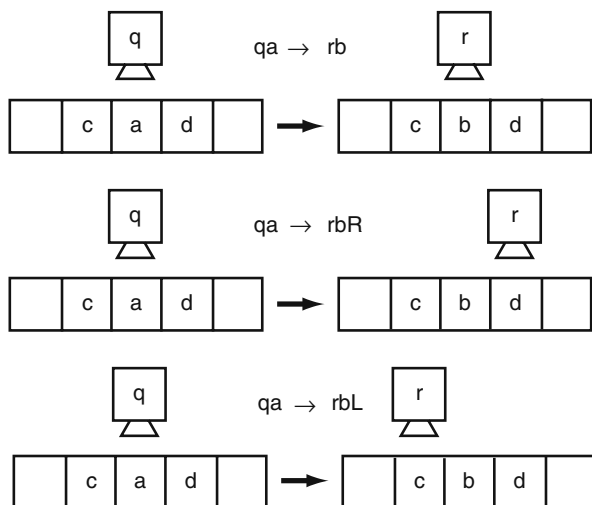 q qa → rb r
c a d c b d
q qa → rbR r
c a d c b d
q qa → rbL r
c a d c b d